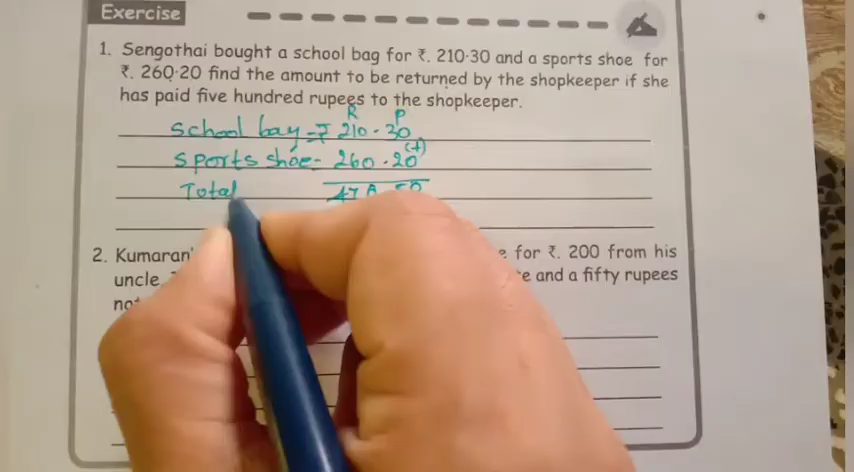 Exercise
1. Sengothai bought a school bag for ₹. 210·30 and a sports shoe for
₹. 260·20 find the amount to be returned by the shopkeeper if she
has paid five hundred rupees to the shopkeeper.
R P
school bag = ₹ 210 · 30
sports shoe - 260 · 20 (+)
Total 470 50
2. Kumaran for ₹. 200 from his
uncle and a fifty rupees